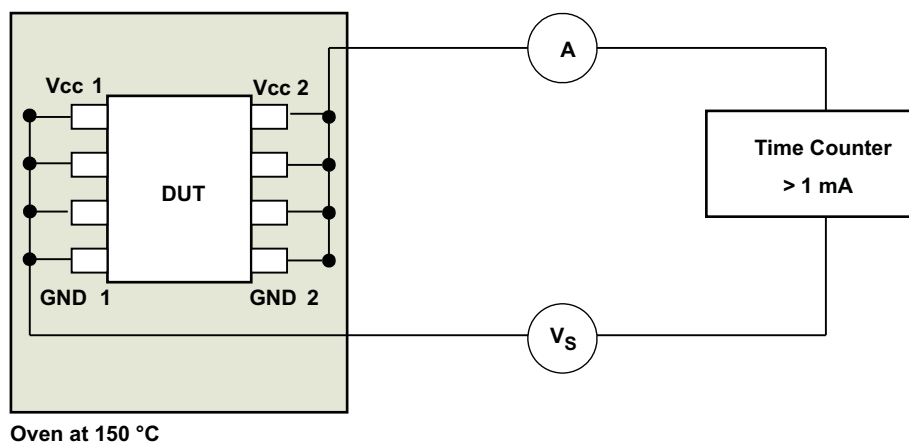 A
Vcc 1
Vcc 2
Time Counter
> 1 mA
DUT
GND 1
GND 2
VS
Oven at 150 °C